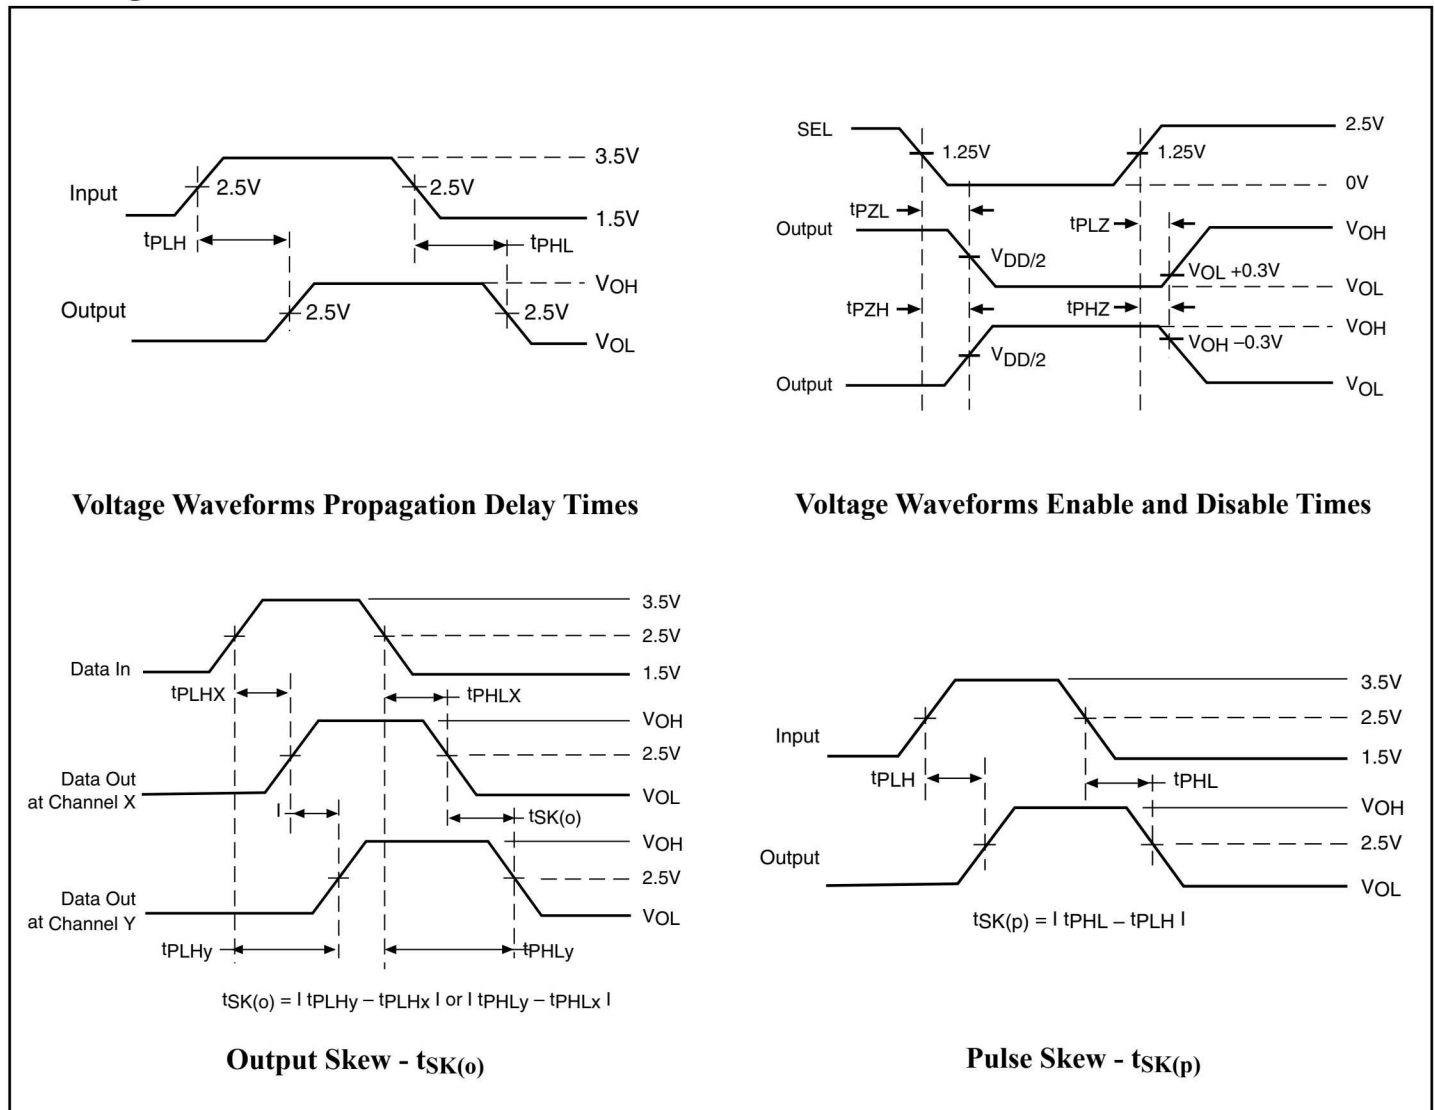 3.5V
Input
2.5V
2.5V
1.5V
tPLH
tPHL
VOH
Output
2.5V
2.5V
VOL
Voltage Waveforms Propagation Delay Times
SEL
2.5V
1.25V
1.25V
0V
tPZL
tPLZ
Output
VOH
VDD/2
VOL +0.3V
VOL
tPZH
tPHZ
VOH
VOH –0.3V
VDD/2
Output
VOL
Voltage Waveforms Enable and Disable Times
3.5V
2.5V
Data In
1.5V
tPLHX
tPHLX
VOH
2.5V
Data Out
at Channel X
VOL
I
tSK(o)
VOH
2.5V
Data Out
at Channel Y
VOL
tPLHy
tPHLy
tSK(o) = I tPLHy – tPLHx I or I tPHLy – tPHLx I
Output Skew - tSK(o)
3.5V
2.5V
Input
1.5V
tPLH
tPHL
VOH
2.5V
Output
VOL
tSK(p) = I tPHL – tPLH I
Pulse Skew - tSK(p)